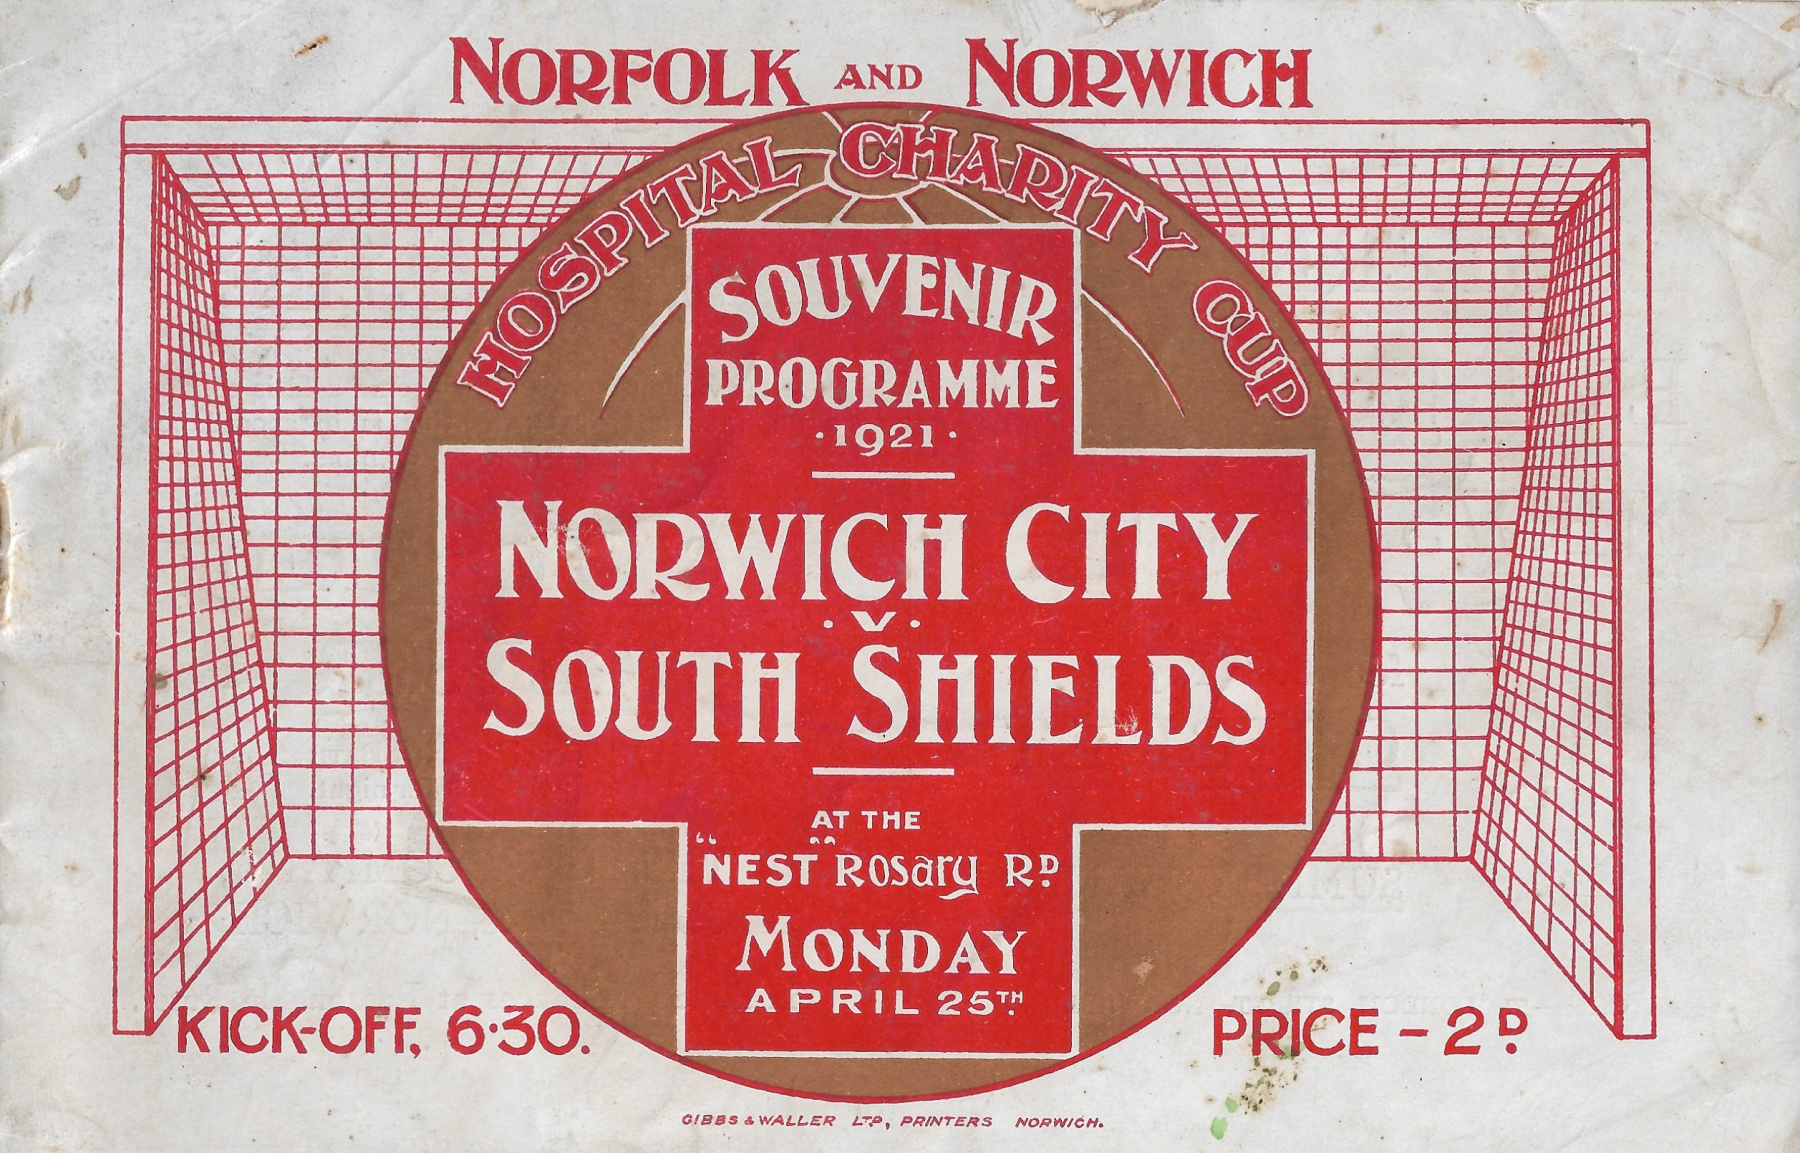 NORFOLK AND NORWICH
HOSPITAL CHARITY CUP
SOUVENIR
PROGRAMME
·1921·
NORWICH CITY
·V·
SOUTH SHIELDS
AT THE
"NEST" Rosary RD.
MONDAY
APRIL 25TH.
KICK-OFF, 6·30.
PRICE - 2D.
GIBBS & WALLER LTD, PRINTERS NORWICH.